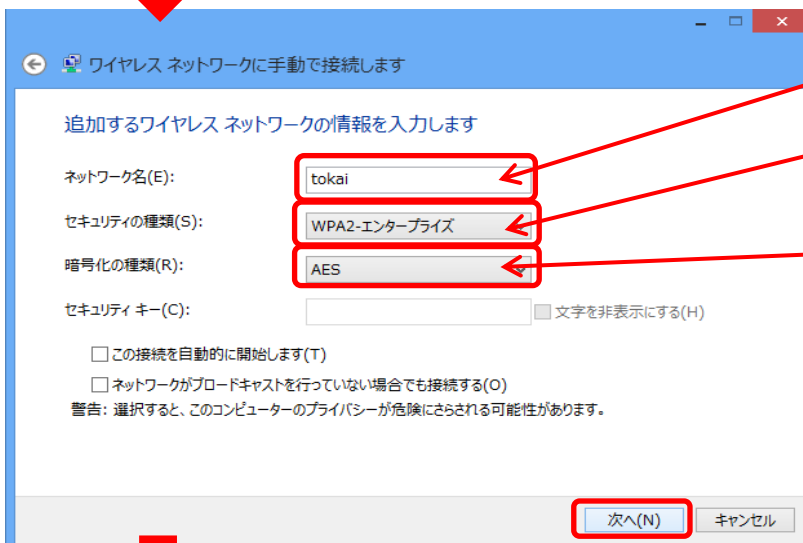 ワイヤレス ネットワークに手動で接続します
追加するワイヤレス ネットワークの情報を入力します
ネットワーク名(E):
tokai
セキュリティの種類(S):
WPA2-エンタープライズ
暗号化の種類(R):
AES
セキュリティ キー(C):
文字を非表示にする(H)
この接続を自動的に開始します(T)
ネットワークがブロードキャストを行っていない場合でも接続する(O)
警告: 選択すると、このコンピューターのプライバシーが危険にさらされる可能性があります。
次へ(N)
キャンセル